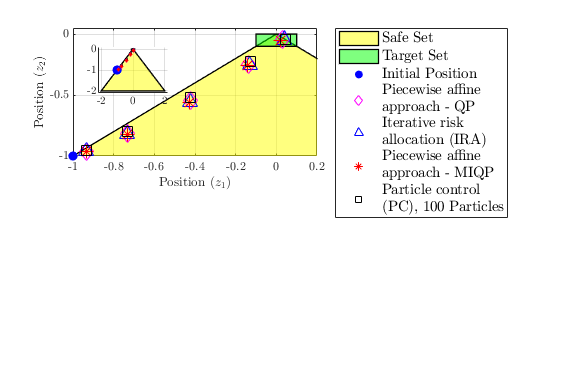 0
-0.5
-1
-1
-0.8
-0.6
-0.4
-0.2
0
0.2
Position (z₁)
Position (z₂)
0
-1
-2
-2
0
2
Safe Set
Target Set
Initial Position
Piecewise affine
approach - QP
Iterative risk
allocation (IRA)
Piecewise affine
approach - MIQP
Particle control
(PC), 100 Particles